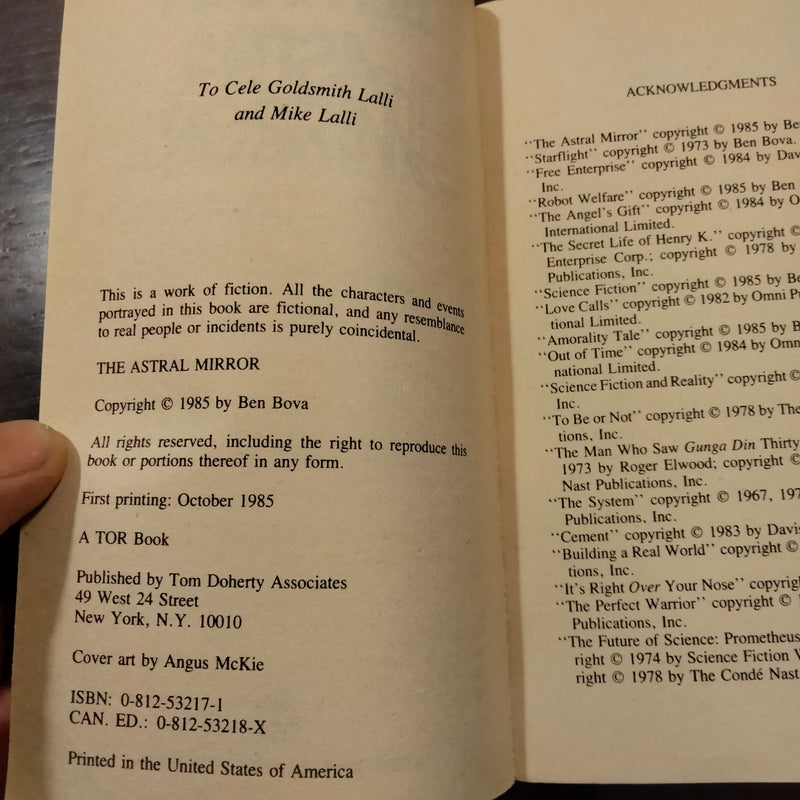 To Cele Goldsmith Lalli
and Mike Lalli
This is a work of fiction. All the characters and events
portrayed in this book are fictional, and any resemblance
to real people or incidents is purely coincidental.
THE ASTRAL MIRROR
Copyright © 1985 by Ben Bova
All rights reserved, including the right to reproduce this
book or portions thereof in any form.
First printing: October 1985
A TOR Book
Published by Tom Doherty Associates
49 West 24 Street
New York, N.Y. 10010
Cover art by Angus McKie
ISBN: 0-812-53217-1
CAN. ED.: 0-812-53218-X
Printed in the United States of America
ACKNOWLEDGMENTS
“The Astral Mirror” copyright © 1985 by Be
“Starflight” copyright © 1973 by Ben Bova.
“Free Enterprise” copyright © 1984 by Dav
Inc.
“Robot Welfare” copyright © 1985 by Ben
“The Angel's Gift” copyright © 1984 by O
International Limited.
“The Secret Life of Henry K.” copyright ©
Enterprise Corp.; copyright © 1978 by
Publications, Inc.
“Science Fiction” copyright © 1985 by Be
“Love Calls” copyright © 1982 by Omni Pu
tional Limited.
“Amorality Tale” copyright © 1985 by B
“Out of Time” copyright © 1984 by Omn
national Limited.
“Science Fiction and Reality” copyright ©
Inc.
“To Be or Not” copyright © 1978 by The
tions, Inc.
“The Man Who Saw Gunga Din Thirty
1973 by Roger Elwood; copyright ©
Nast Publications, Inc.
“The System” copyright © 1967, 197
Publications, Inc.
“Cement” copyright © 1983 by Davi
“Building a Real World” copyright ©
tions, Inc.
“It's Right Over Your Nose” copyrig
“The Perfect Warrior” copyright ©
Publications, Inc.
“The Future of Science: Prometheus
right © 1974 by Science Fiction
right © 1978 by The Condé Nast